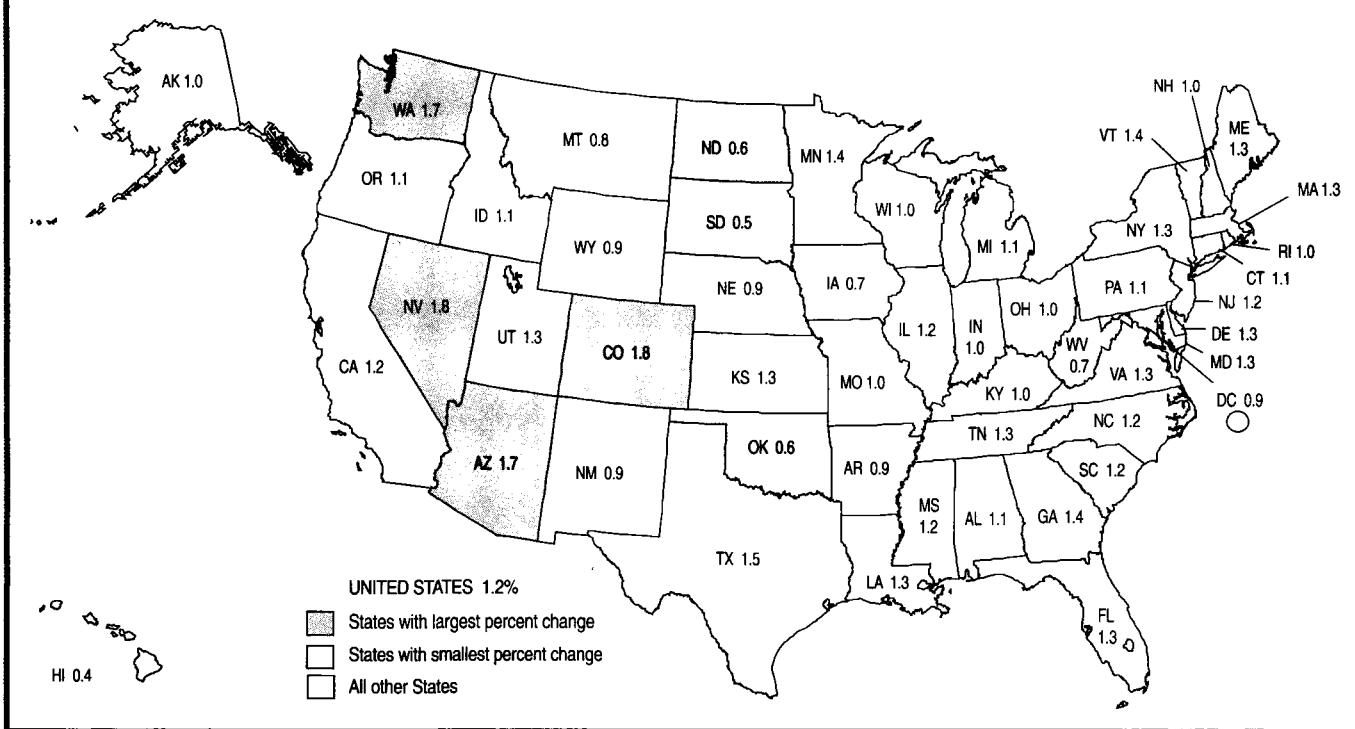 AK 1.0
WA 1.7
MT 0.8
ND 0.6
MN 1.4
NH 1.0
VT 1.4
ME
1.3
OR 1.1
ID 1.1
SD 0.5
WI 1.0
MA 1.3
WY 0.9
MI 1.1
NY 1.3
RI 1.0
CT 1.1
NE 0.9
IA 0.7
PA 1.1
NJ 1.2
NV 1.8
UT 1.3
CO 1.8
IL 1.2
IN
1.0
OH 1.0
WV
0.7
DE 1.3
MD 1.3
CA 1.2
KS 1.3
MO 1.0
KY 1.0
VA 1.3
DC 0.9
AZ 1.7
NM 0.9
OK 0.6
AR 0.9
TN 1.3
NC 1.2
SC 1.2
MS
1.2
AL 1.1
GA 1.4
TX 1.5
LA 1.3
FL
1.3
HI 0.4
UNITED STATES 1.2%
States with largest percent change
States with smallest percent change
All other States